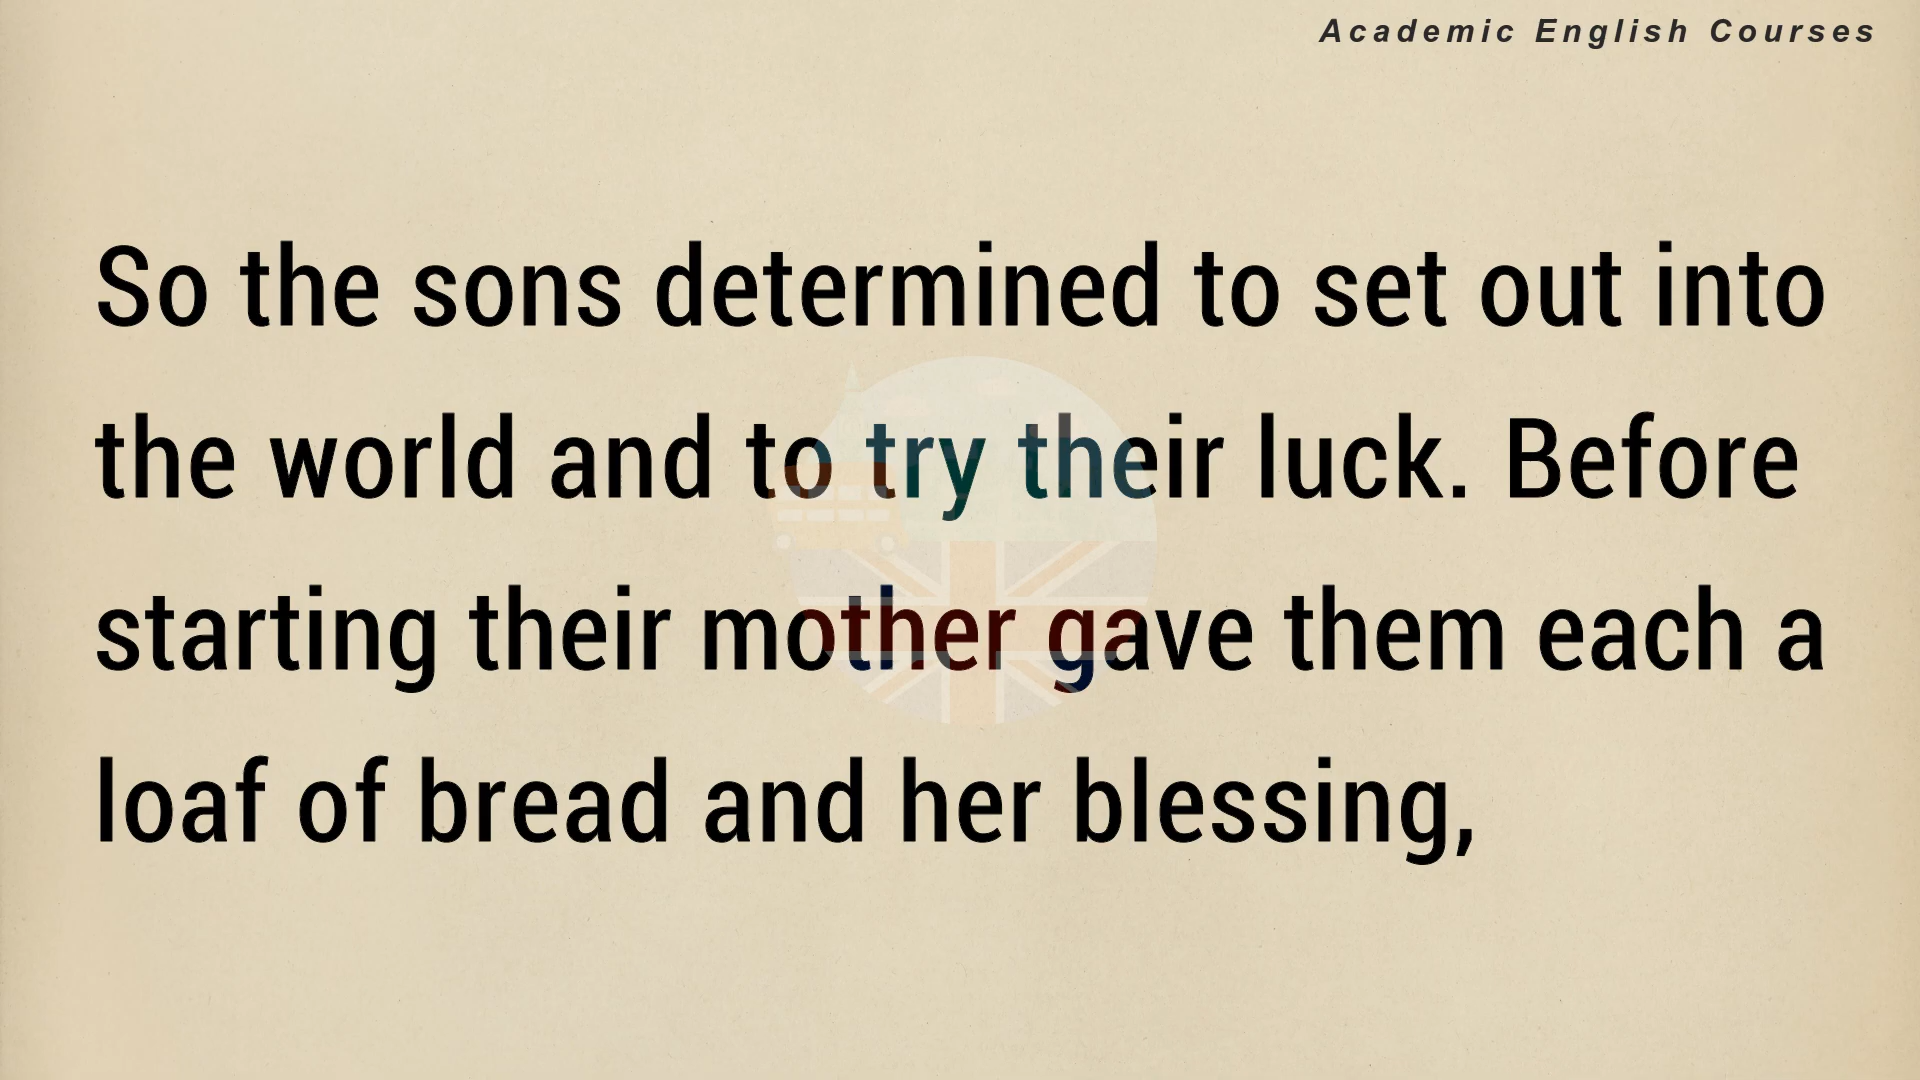 Academic English Courses
So the sons determined to set out into
the world and to try their luck. Before
starting their mother gave them each a
loaf of bread and her blessing,